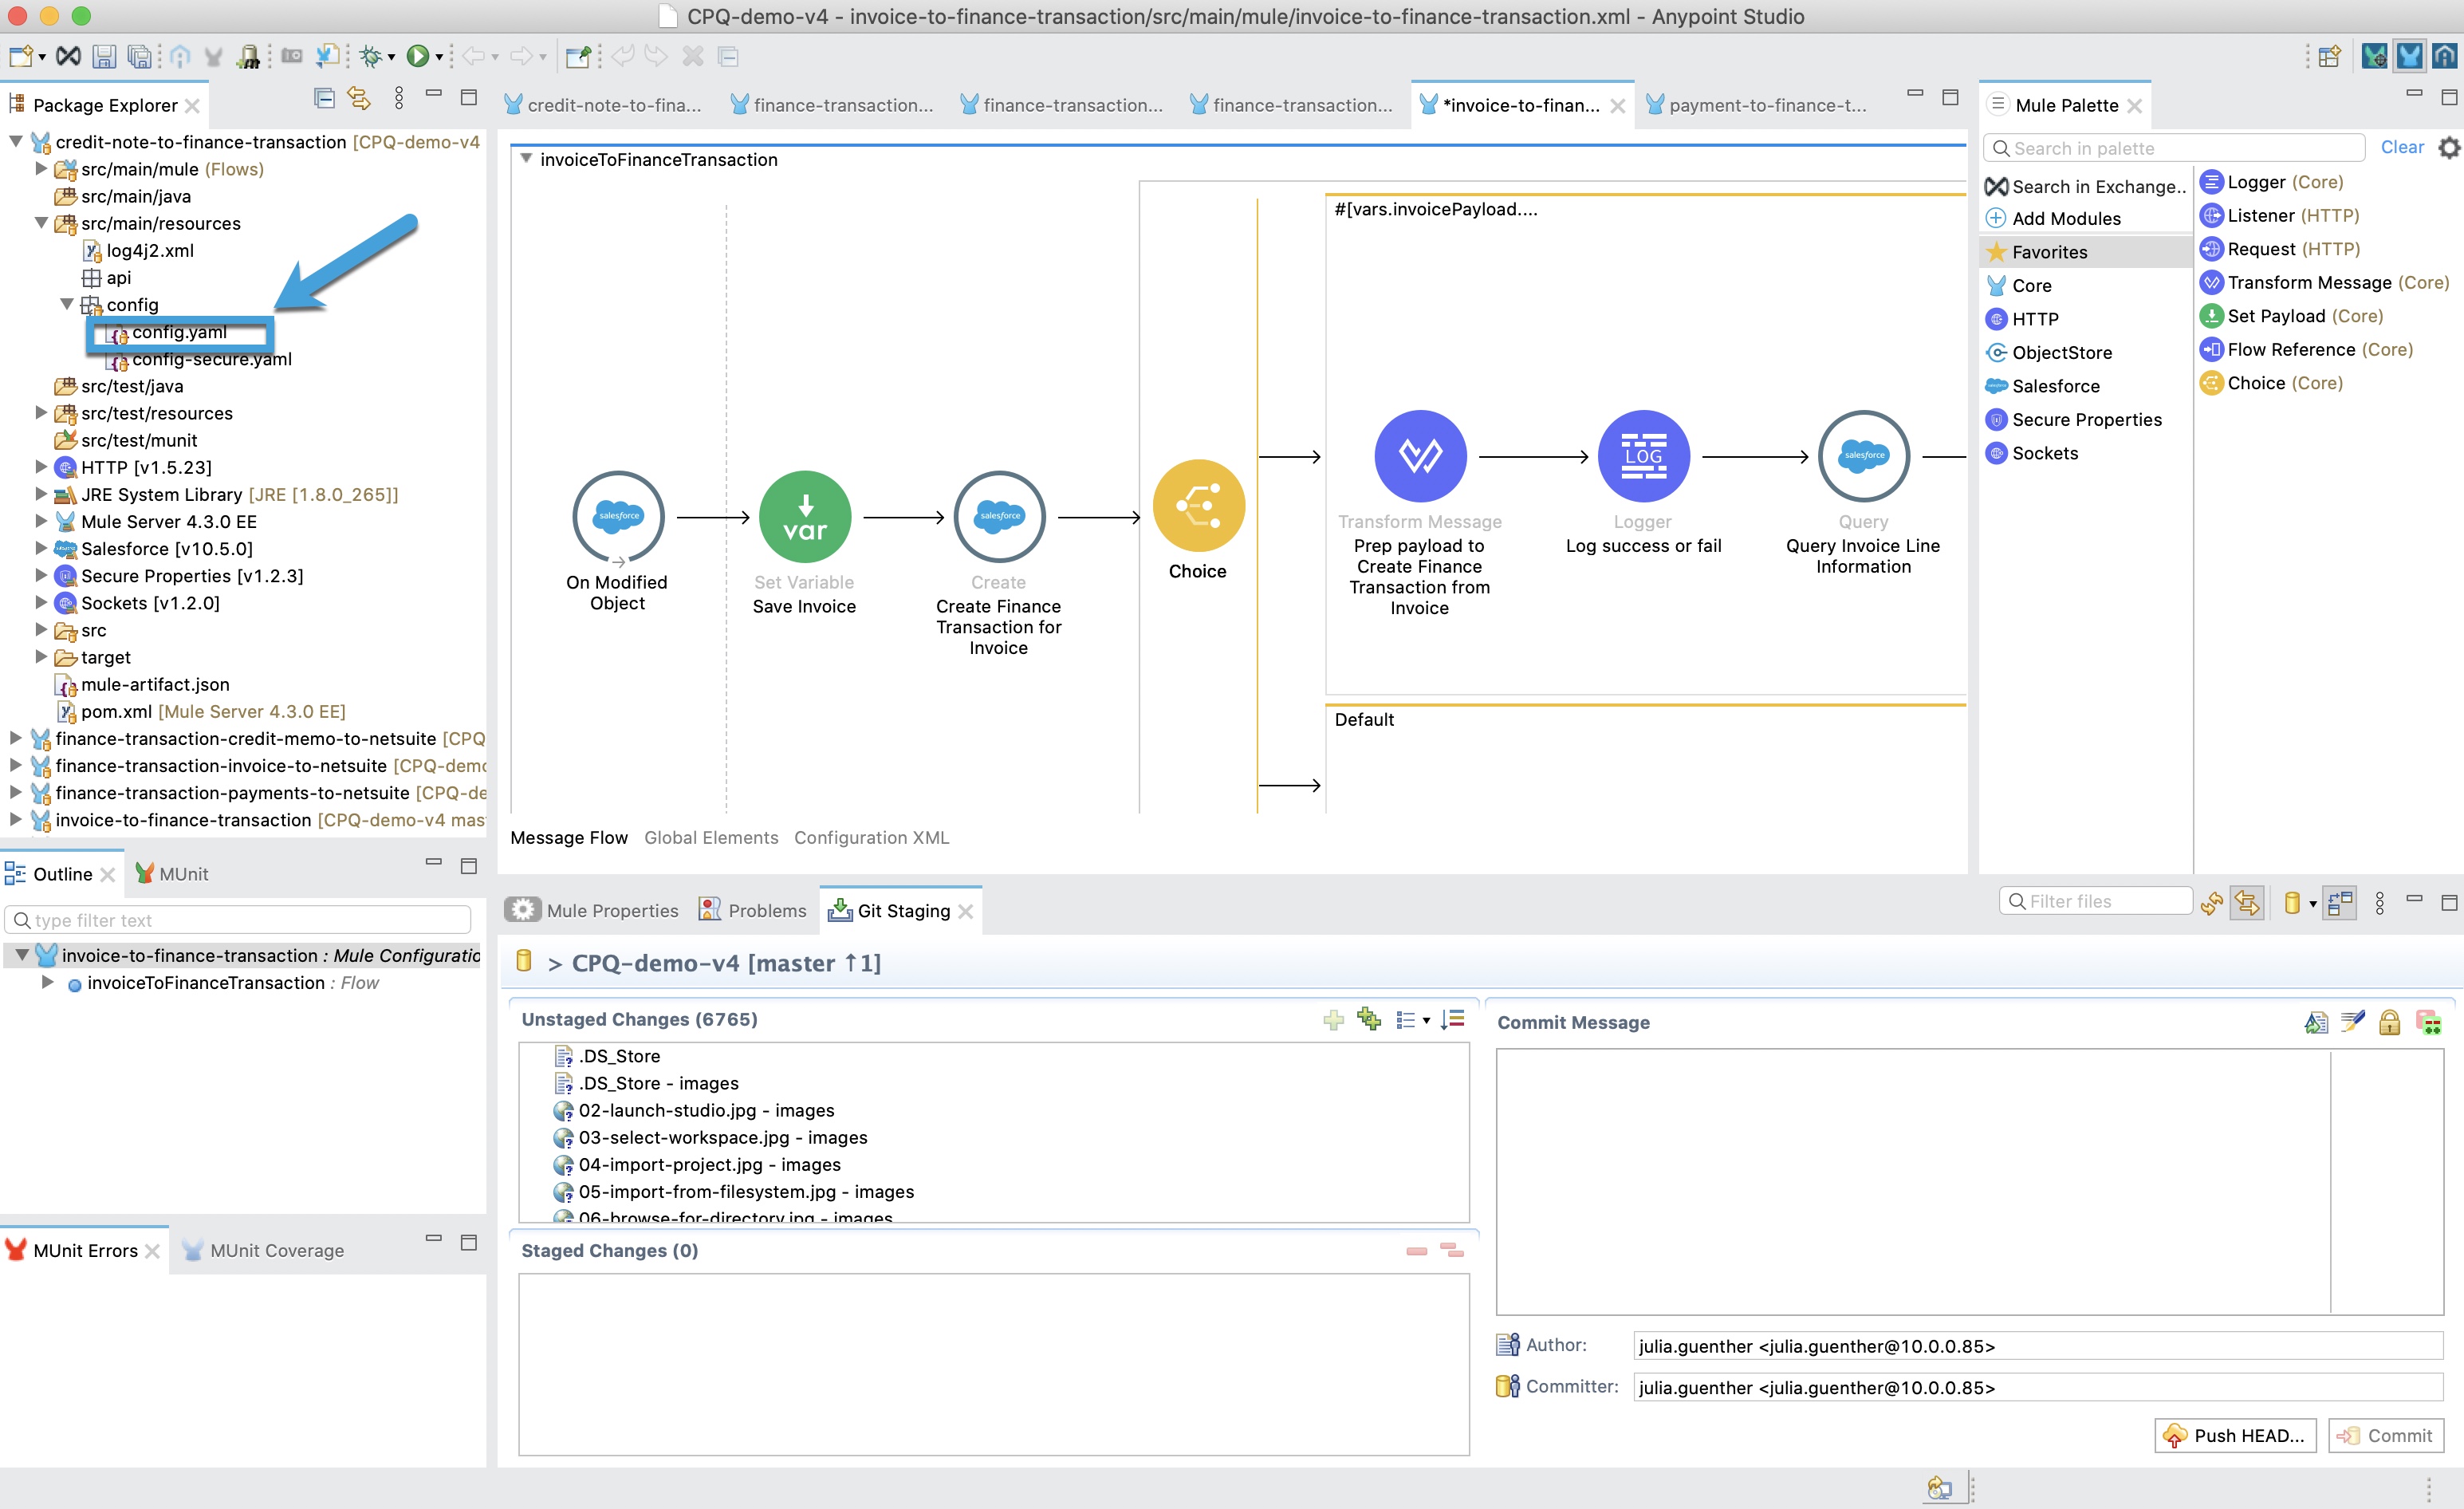 CPQ-demo-v4 - invoice-to-finance-transaction/src/main/mule/invoice-to-finance-transaction.xml - Anypoint Studio
Package Explorer
credit-note-to-finance-transaction [CPQ-demo-v4
src/main/mule (Flows)
src/main/java
src/main/resources
log4j2.xml
api
config
config.yaml
config-secure.yaml
src/test/java
src/test/resources
src/test/munit
HTTP [v1.5.23]
JRE System Library [JRE [1.8.0_265]]
Mule Server 4.3.0 EE
Salesforce [v10.5.0]
Secure Properties [v1.2.3]
Sockets [v1.2.0]
src
target
mule-artifact.json
pom.xml [Mule Server 4.3.0 EE]
finance-transaction-credit-memo-to-netsuite [CPQ
finance-transaction-invoice-to-netsuite [CPQ-demo
finance-transaction-payments-to-netsuite [CPQ-de
invoice-to-finance-transaction [CPQ-demo-v4 mas
credit-note-to-fina...
finance-transaction...
finance-transaction...
finance-transaction...
*invoice-to-finan...
payment-to-finance-t...
invoiceToFinanceTransaction
#[vars.invoicePayload....
salesforce
On Modified
Object
var
Set Variable
Save Invoice
salesforce
Create
Create Finance
Transaction for
Invoice
Choice
Transform Message
Prep payload to
Create Finance
Transaction from
Invoice
LOG
Logger
Log success or fail
salesforce
Query
Query Invoice Line
Information
Default
Message Flow
Global Elements
Configuration XML
Mule Palette
Search in palette
Clear
Search in Exchange..
Add Modules
Favorites
Core
HTTP
ObjectStore
Salesforce
Secure Properties
Sockets
Logger (Core)
Listener (HTTP)
Request (HTTP)
Transform Message (Core)
Set Payload (Core)
Flow Reference (Core)
Choice (Core)
Outline
MUnit
type filter text
invoice-to-finance-transaction : Mule Configuratio
invoiceToFinanceTransaction : Flow
MUnit Errors
MUnit Coverage
Mule Properties
Problems
Git Staging
Filter files
> CPQ-demo-v4 [master ↑1]
Unstaged Changes (6765)
.DS_Store
.DS_Store - images
02-launch-studio.jpg - images
03-select-workspace.jpg - images
04-import-project.jpg - images
05-import-from-filesystem.jpg - images
06-browse-for-directory.jpg - images
Staged Changes (0)
Commit Message
Author:
julia.guenther <julia.guenther@10.0.0.85>
Committer:
julia.guenther <julia.guenther@10.0.0.85>
Push HEAD...
Commit